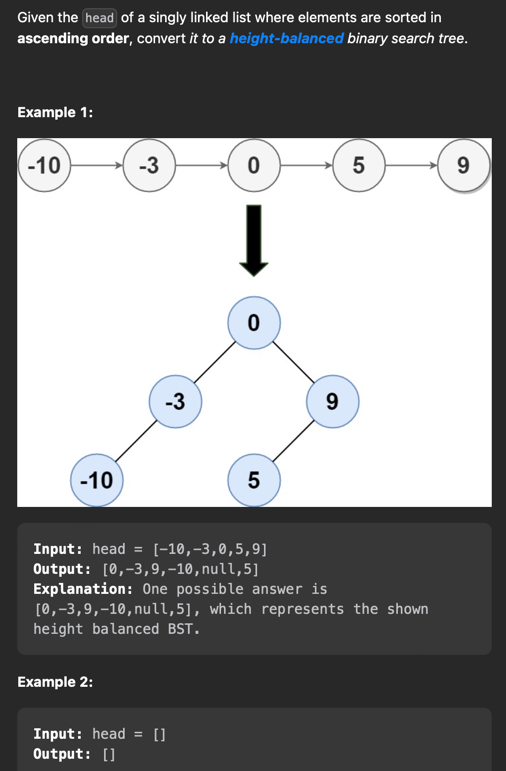 Given the head of a singly linked list where elements are sorted in
ascending order, convert it to a height-balanced binary search tree.
Example 1:
-10 -3 0 5 9
0
-3 9
-10 5
Input: head = [-10,-3,0,5,9]
Output: [0,-3,9,-10,null,5]
Explanation: One possible answer is
[0,-3,9,-10,null,5], which represents the shown
height balanced BST.
Example 2:
Input: head = []
Output: []